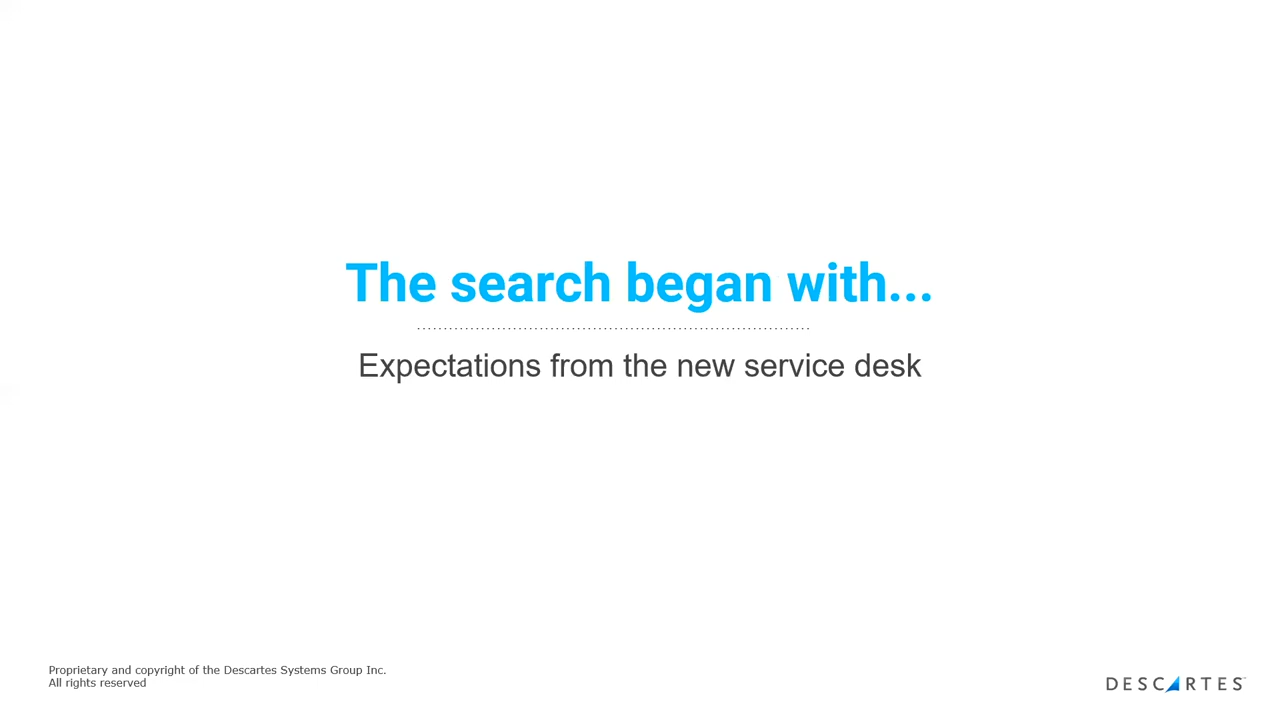 The search began with...
Expectations from the new service desk
Proprietary and copyright of the Descartes Systems Group Inc.
All rights reserved
DESCARTES